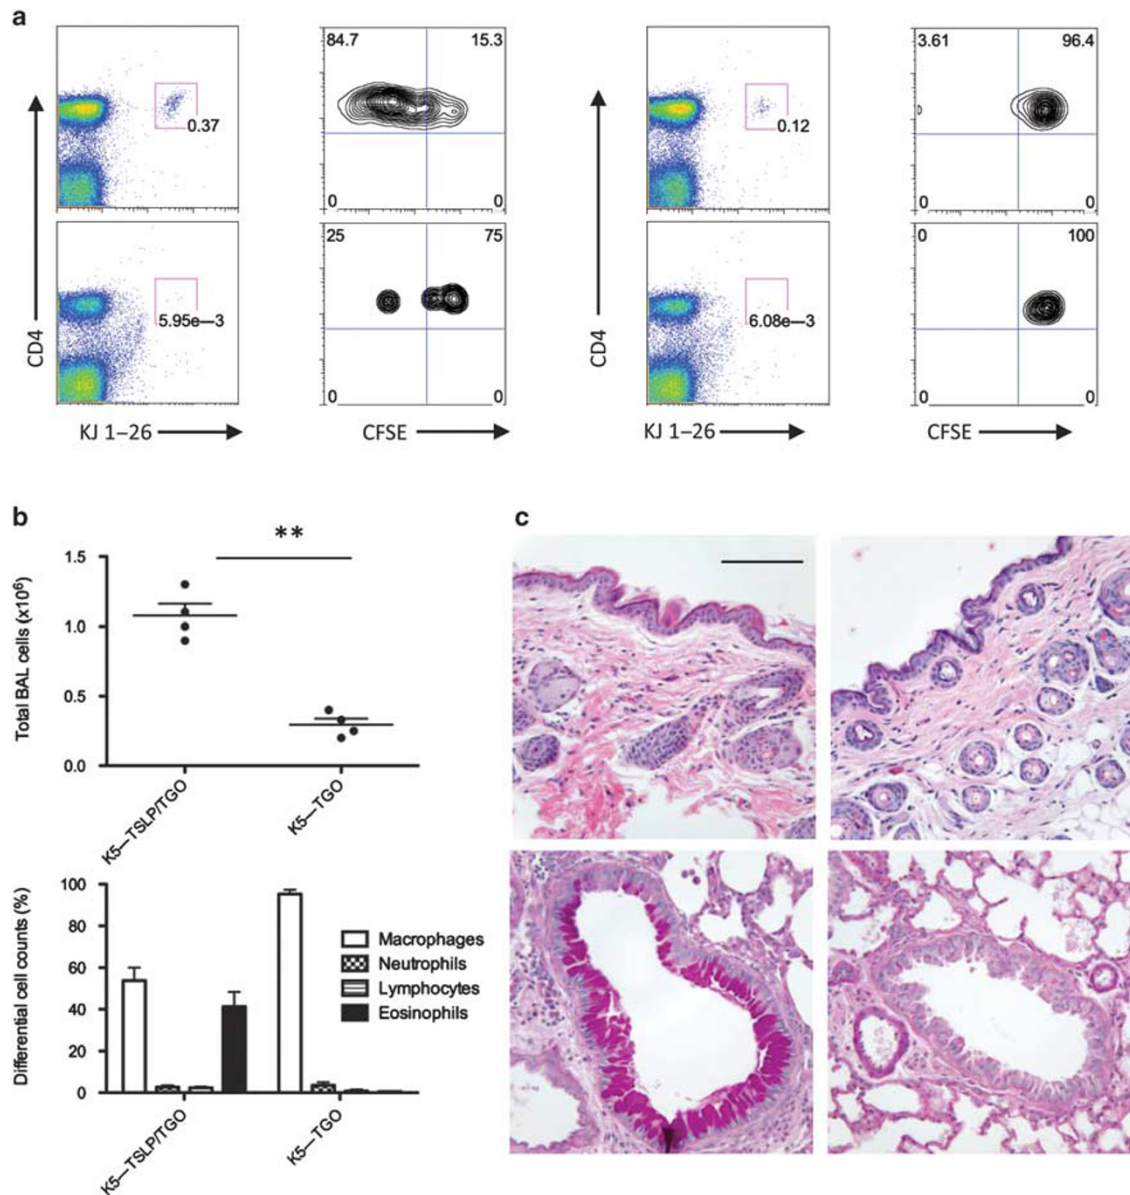 a
84.7 15.3 3.61 96.4
0.37 0.12
0 0 0 0
25 75 0 100
5.95e—3 6.08e—3
0 0 0 0
CD4 CD4
KJ 1–26 CFSE KJ 1–26 CFSE
b
**
Total BAL cells (x10⁶)
1.5
1.0
0.5
0.0
K5—TSLP/TGO K5—TGO
Differential cell counts (%)
100
80
60
40
20
0
Macrophages
Neutrophils
Lymphocytes
Eosinophils
K5—TSLP/TGO K5—TGO
c